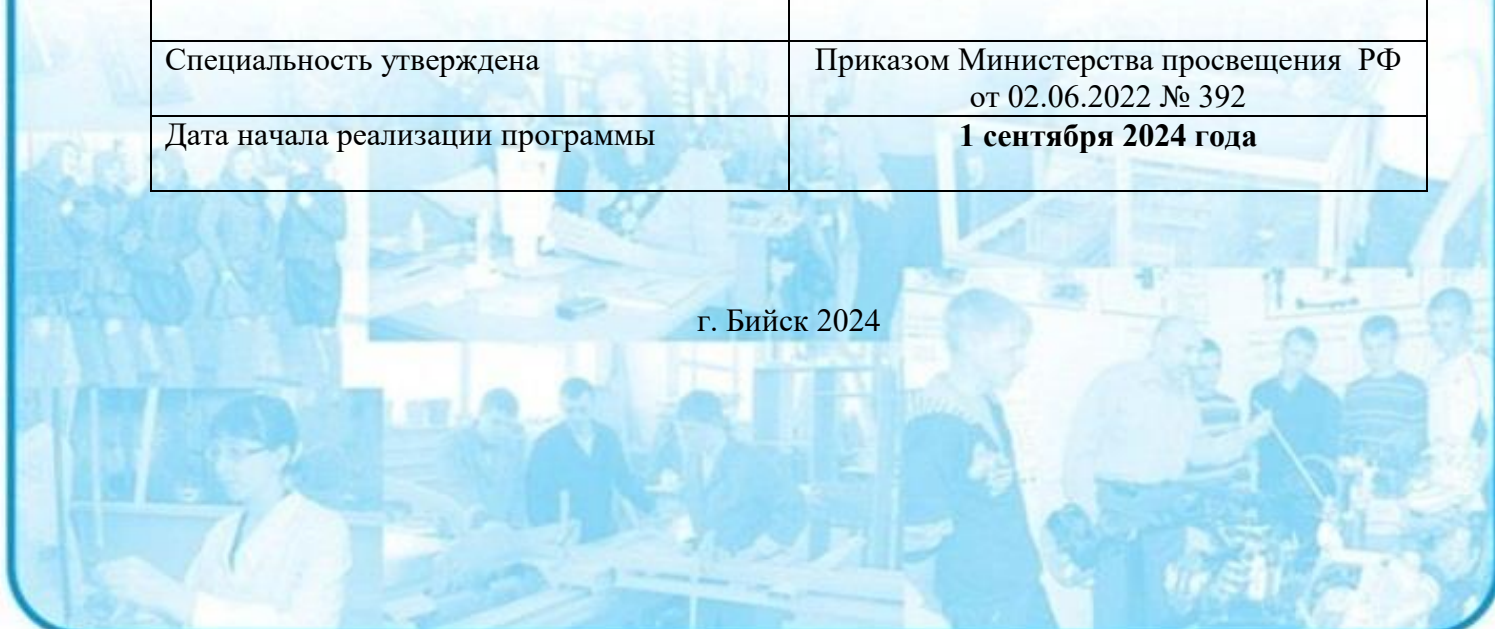 Специальность утверждена
Приказом Министерства просвещения РФ
от 02.06.2022 № 392
Дата начала реализации программы
1 сентября 2024 года
г. Бийск 2024